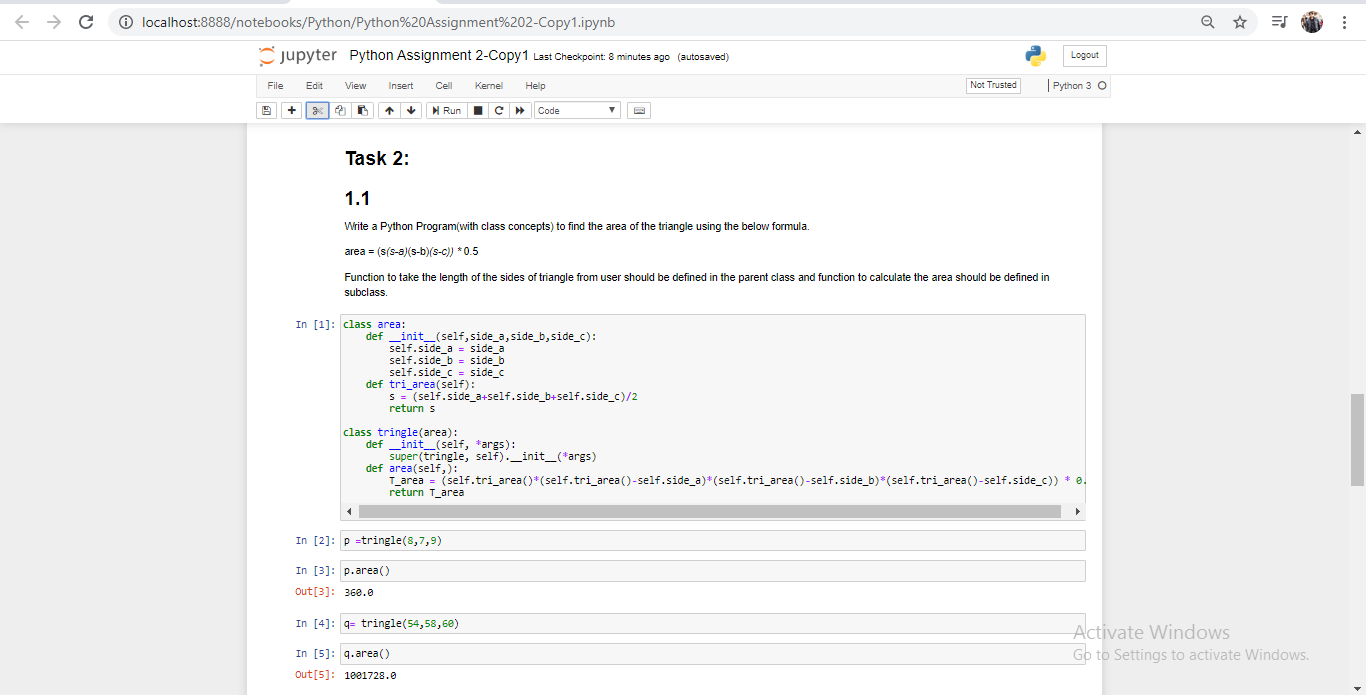 localhost:8888/notebooks/Python/Python%20Assignment%202-Copy1.ipynb
jupyter Python Assignment 2-Copy1 Last Checkpoint: 8 minutes ago (autosaved)
Logout
File Edit View Insert Cell Kernel Help
Not Trusted
Python 3
Run
Code
Task 2:
1.1
Write a Python Program(with class concepts) to find the area of the triangle using the below formula.
area = (s(s-a)(s-b)(s-c)) * 0.5
Function to take the length of the sides of triangle from user should be defined in the parent class and function to calculate the area should be defined in
subclass.
In [1]: class area:
    def __init__(self,side_a,side_b,side_c):
        self.side_a = side_a
        self.side_b = side_b
        self.side_c = side_c
    def tri_area(self):
        s = (self.side_a+self.side_b+self.side_c)/2
        return s
class tringle(area):
    def __init__(self, *args):
        super(tringle, self).__init__(*args)
    def area(self,):
        T_area = (self.tri_area()*(self.tri_area()-self.side_a)*(self.tri_area()-self.side_b)*(self.tri_area()-self.side_c)) * 0.
        return T_area
In [2]: p =tringle(8,7,9)
In [3]: p.area()
Out[3]: 360.0
In [4]: q= tringle(54,58,60)
In [5]: q.area()
Out[5]: 1001728.0
Activate Windows
Go to Settings to activate Windows.